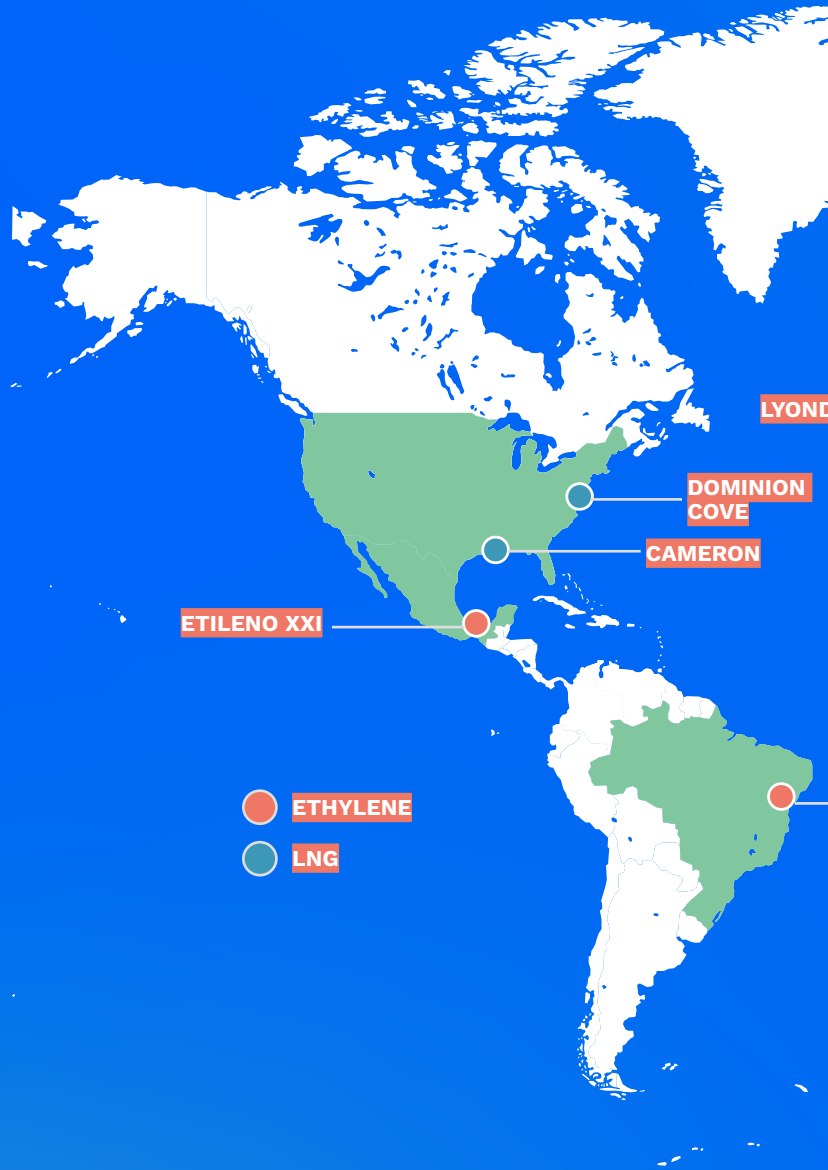 LYOND
DOMINION
COVE
CAMERON
ETILENO XXI
ETHYLENE
LNG